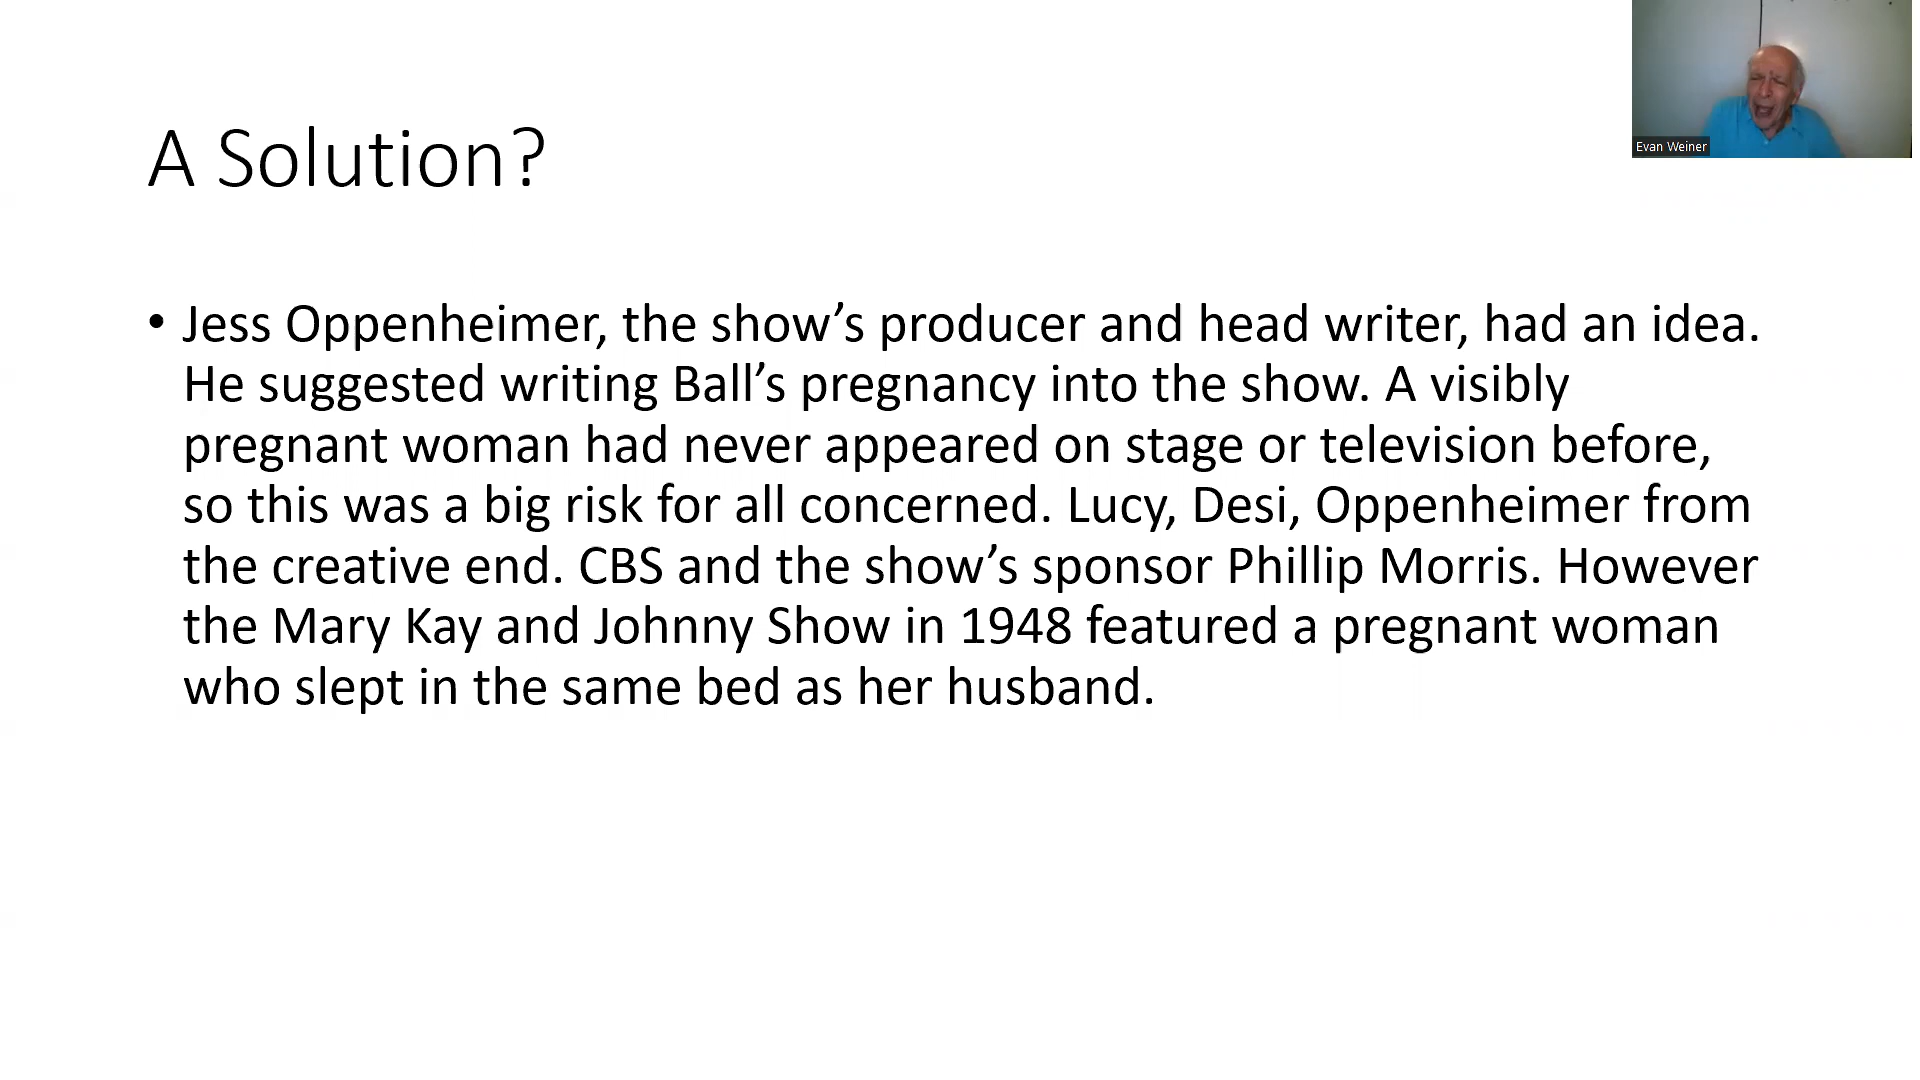 Evan Weiner
A Solution?
• Jess Oppenheimer, the show’s producer and head writer, had an idea.
He suggested writing Ball’s pregnancy into the show. A visibly
pregnant woman had never appeared on stage or television before,
so this was a big risk for all concerned. Lucy, Desi, Oppenheimer from
the creative end. CBS and the show’s sponsor Phillip Morris. However
the Mary Kay and Johnny Show in 1948 featured a pregnant woman
who slept in the same bed as her husband.